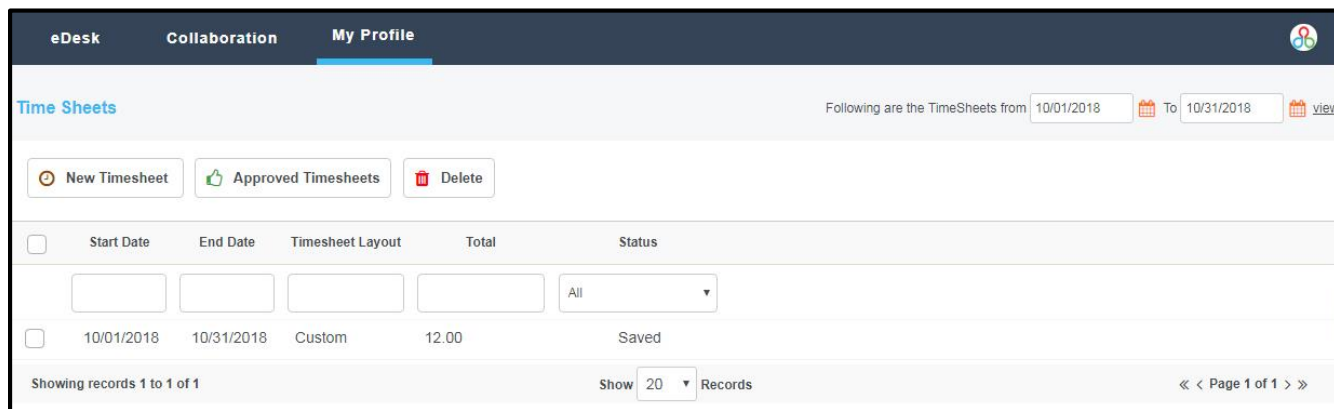 eDesk Collaboration My Profile
Time Sheets Following are the TimeSheets from 10/01/2018 To 10/31/2018 view
New Timesheet Approved Timesheets Delete
Start Date End Date Timesheet Layout Total Status
All
10/01/2018 10/31/2018 Custom 12.00 Saved
Showing records 1 to 1 of 1 Show 20 Records « < Page 1 of 1 > »